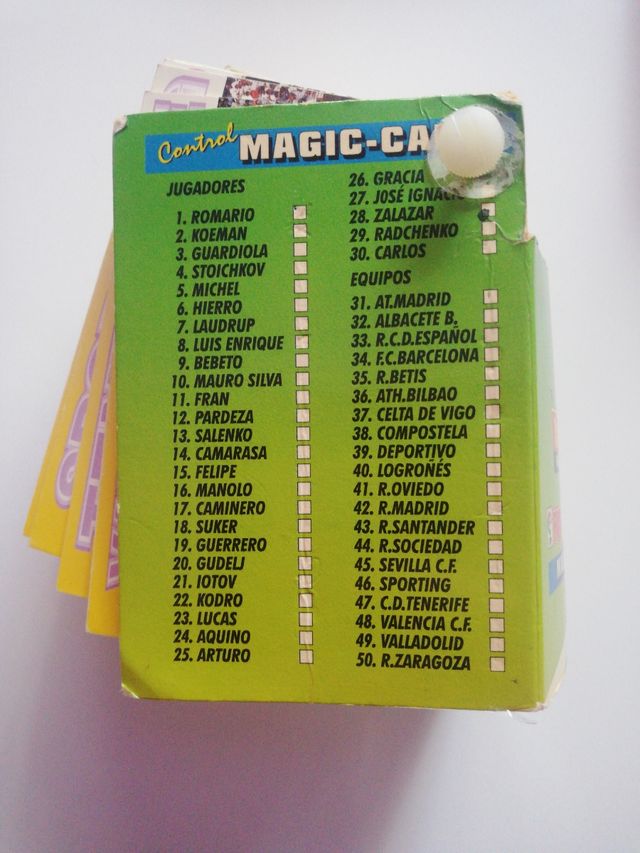 Control MAGIC-CA
JUGADORES
1. ROMARIO
2. KOEMAN
3. GUARDIOLA
4. STOICHKOV
5. MICHEL
6. HIERRO
7. LAUDRUP
8. LUIS ENRIQUE
9. BEBETO
10. MAURO SILVA
11. FRAN
12. PARDEZA
13. SALENKO
14. CAMARASA
15. FELIPE
16. MANOLO
17. CAMINERO
18. SUKER
19. GUERRERO
20. GUDELJ
21. IOTOV
22. KODRO
23. LUCAS
24. AQUINO
25. ARTURO
26. GRACIA
27. JOSÉ IGNACIO
28. ZALAZAR
29. RADCHENKO
30. CARLOS
EQUIPOS
31. AT.MADRID
32. ALBACETE B.
33. R.C.D.ESPAÑOL
34. F.C.BARCELONA
35. R.BETIS
36. ATH.BILBAO
37. CELTA DE VIGO
38. COMPOSTELA
39. DEPORTIVO
40. LOGROÑÉS
41. R.OVIEDO
42. R.MADRID
43. R.SANTANDER
44. R.SOCIEDAD
45. SEVILLA C.F.
46. SPORTING
47. C.D.TENERIFE
48. VALENCIA C.F.
49. VALLADOLID
50. R.ZARAGOZA